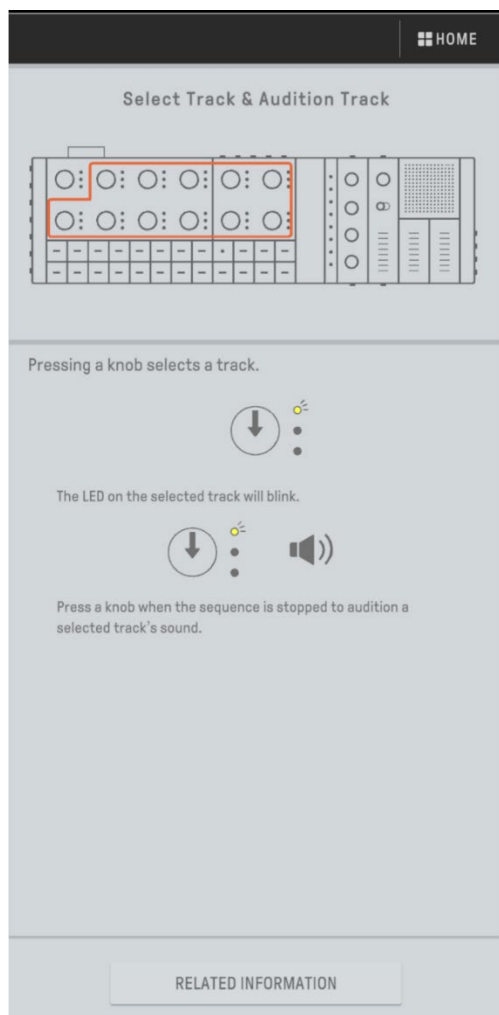 HOME
Select Track & Audition Track
Pressing a knob selects a track.
The LED on the selected track will blink.
Press a knob when the sequence is stopped to audition a
selected track's sound.
RELATED INFORMATION